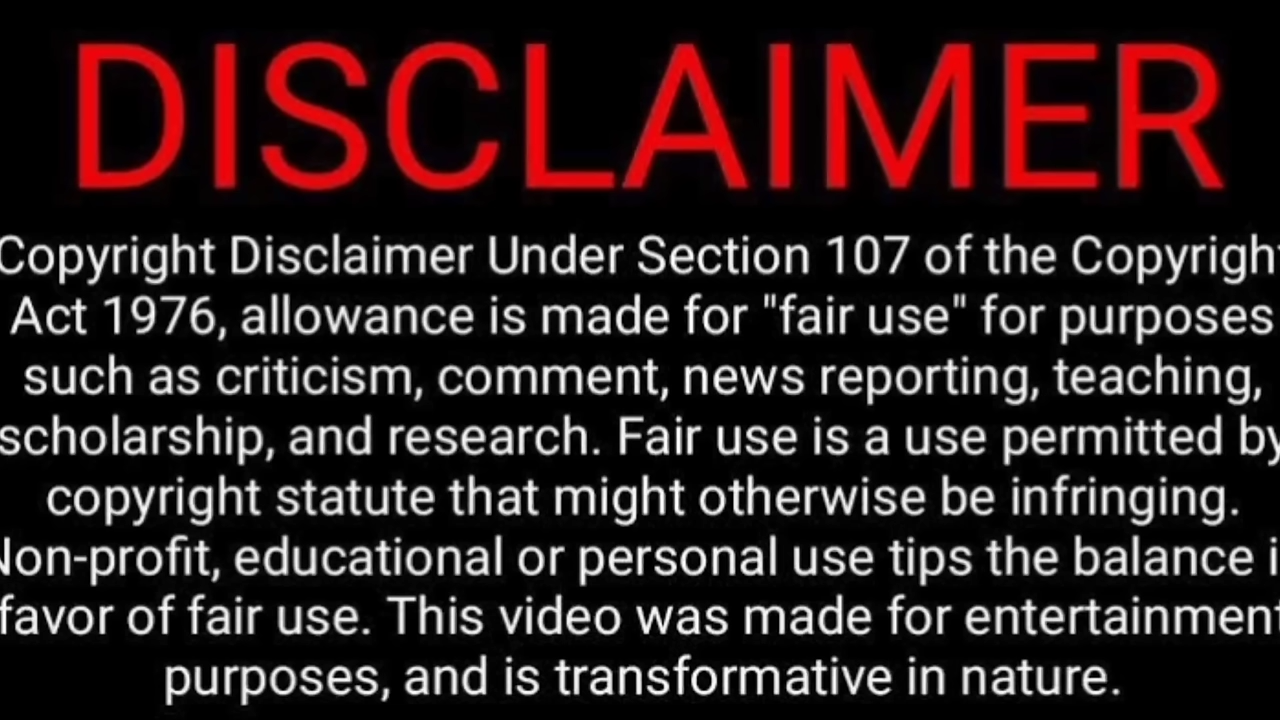 DISCLAIMER
Copyright Disclaimer Under Section 107 of the Copyright
Act 1976, allowance is made for "fair use" for purposes
such as criticism, comment, news reporting, teaching,
scholarship, and research. Fair use is a use permitted by
copyright statute that might otherwise be infringing.
Non-profit, educational or personal use tips the balance i
favor of fair use. This video was made for entertainment
purposes, and is transformative in nature.